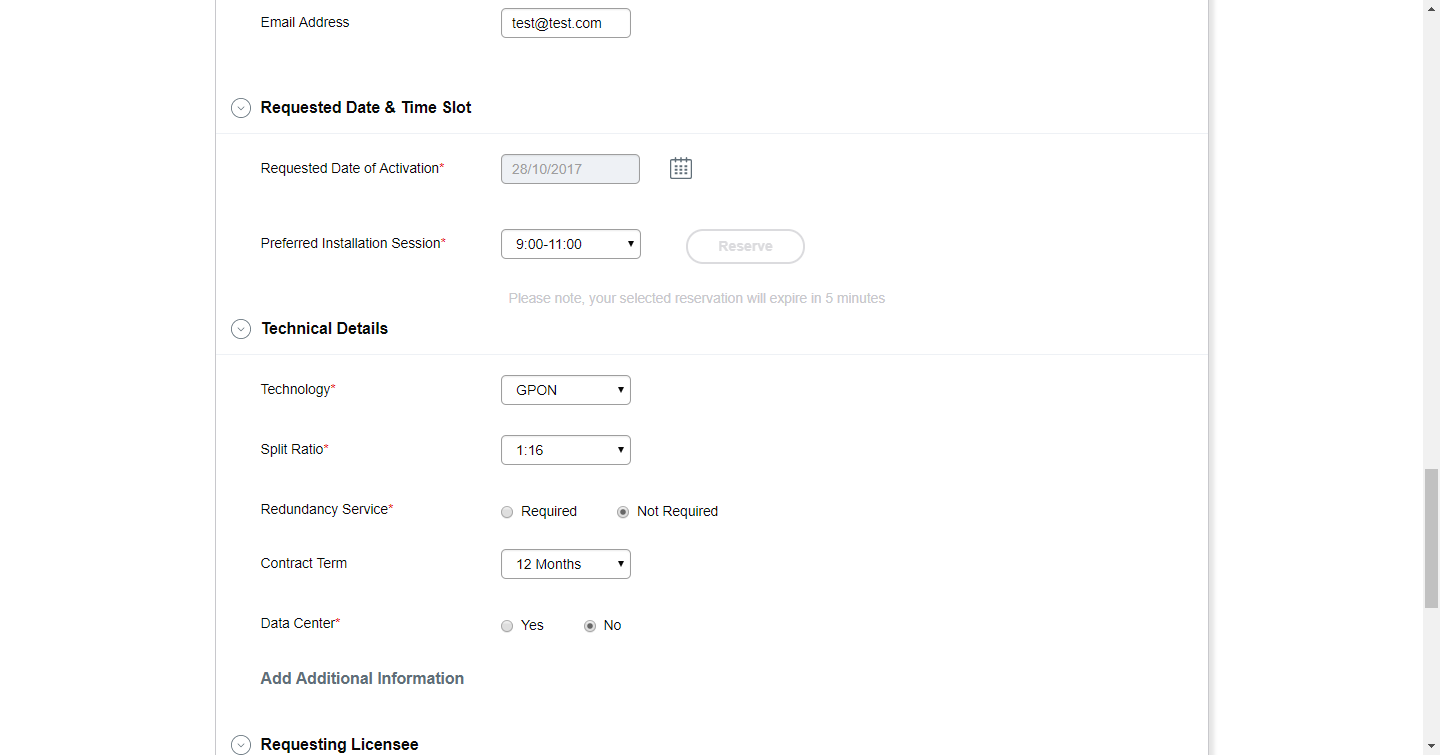 Email Address test@test.com
Requested Date & Time Slot
Requested Date of Activation* 28/10/2017
Preferred Installation Session* 9:00-11:00 Reserve
Please note, your selected reservation will expire in 5 minutes
Technical Details
Technology* GPON
Split Ratio* 1:16
Redundancy Service* Required Not Required
Contract Term 12 Months
Data Center* Yes No
Add Additional Information
Requesting Licensee